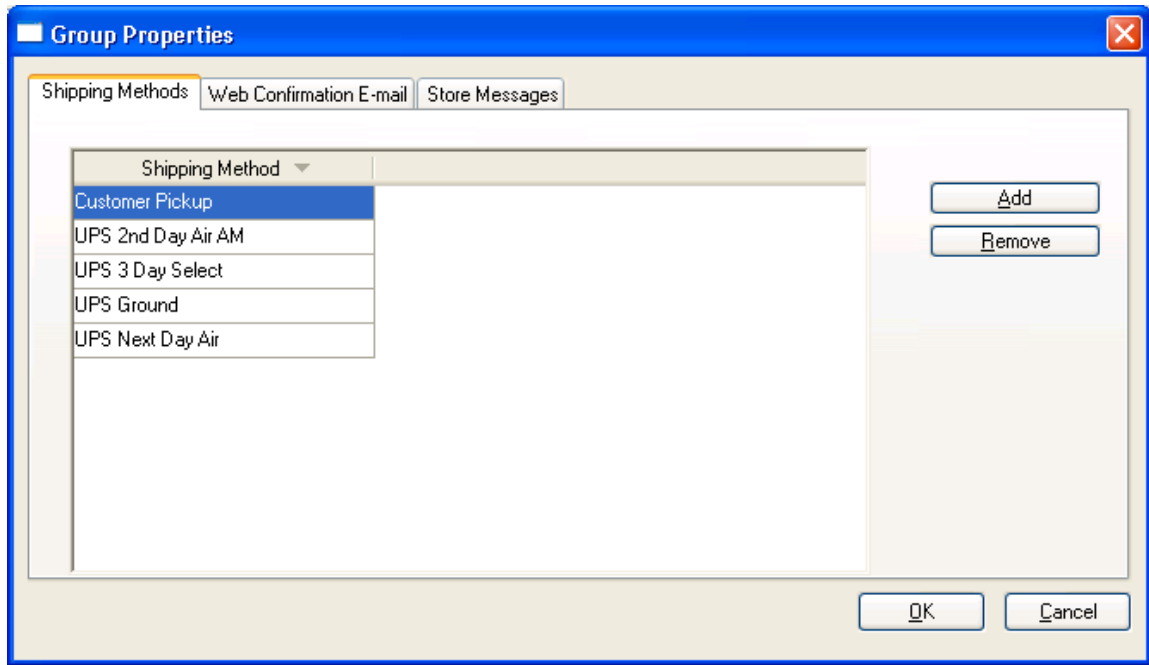 Group Properties
Shipping Methods Web Confirmation E-mail Store Messages
Shipping Method
Customer Pickup
UPS 2nd Day Air AM
UPS 3 Day Select
UPS Ground
UPS Next Day Air
Add
Remove
OK Cancel